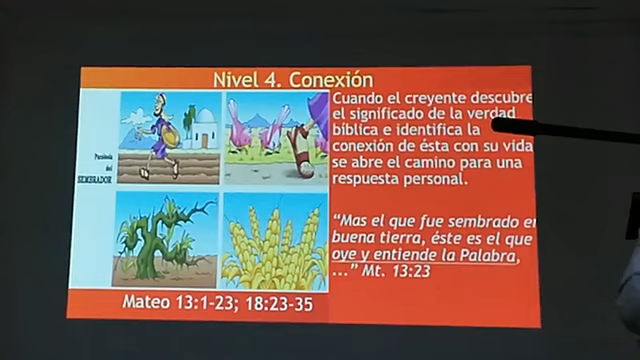 Nivel 4. Conexión
Cuando el creyente descubre
el significado de la verdad
bíblica e identifica la
conexión de ésta con su vida
se abre el camino para una
respuesta personal.
Parábola
del
SEMBRADOR
“Mas el que fue sembrado en
buena tierra, éste es el que
oye y entiende la Palabra,
...” Mt. 13:23
Mateo 13:1-23; 18:23-35